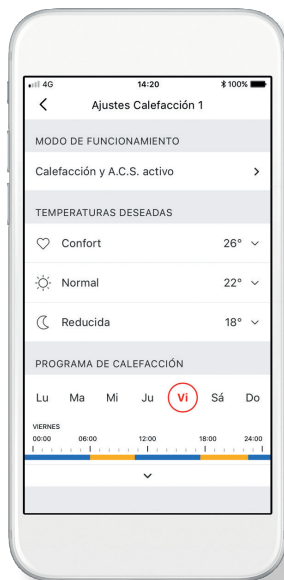 4G 14:20 100%
Ajustes Calefacción 1
MODO DE FUNCIONAMIENTO
Calefacción y A.C.S. activo
TEMPERATURAS DESEADAS
Confort 26°
Normal 22°
Reducida 18°
PROGRAMA DE CALEFACCIÓN
Lu Ma Mi Ju Vi Sá Do
VIERNES
00:00 06:00 12:00 18:00 24:00